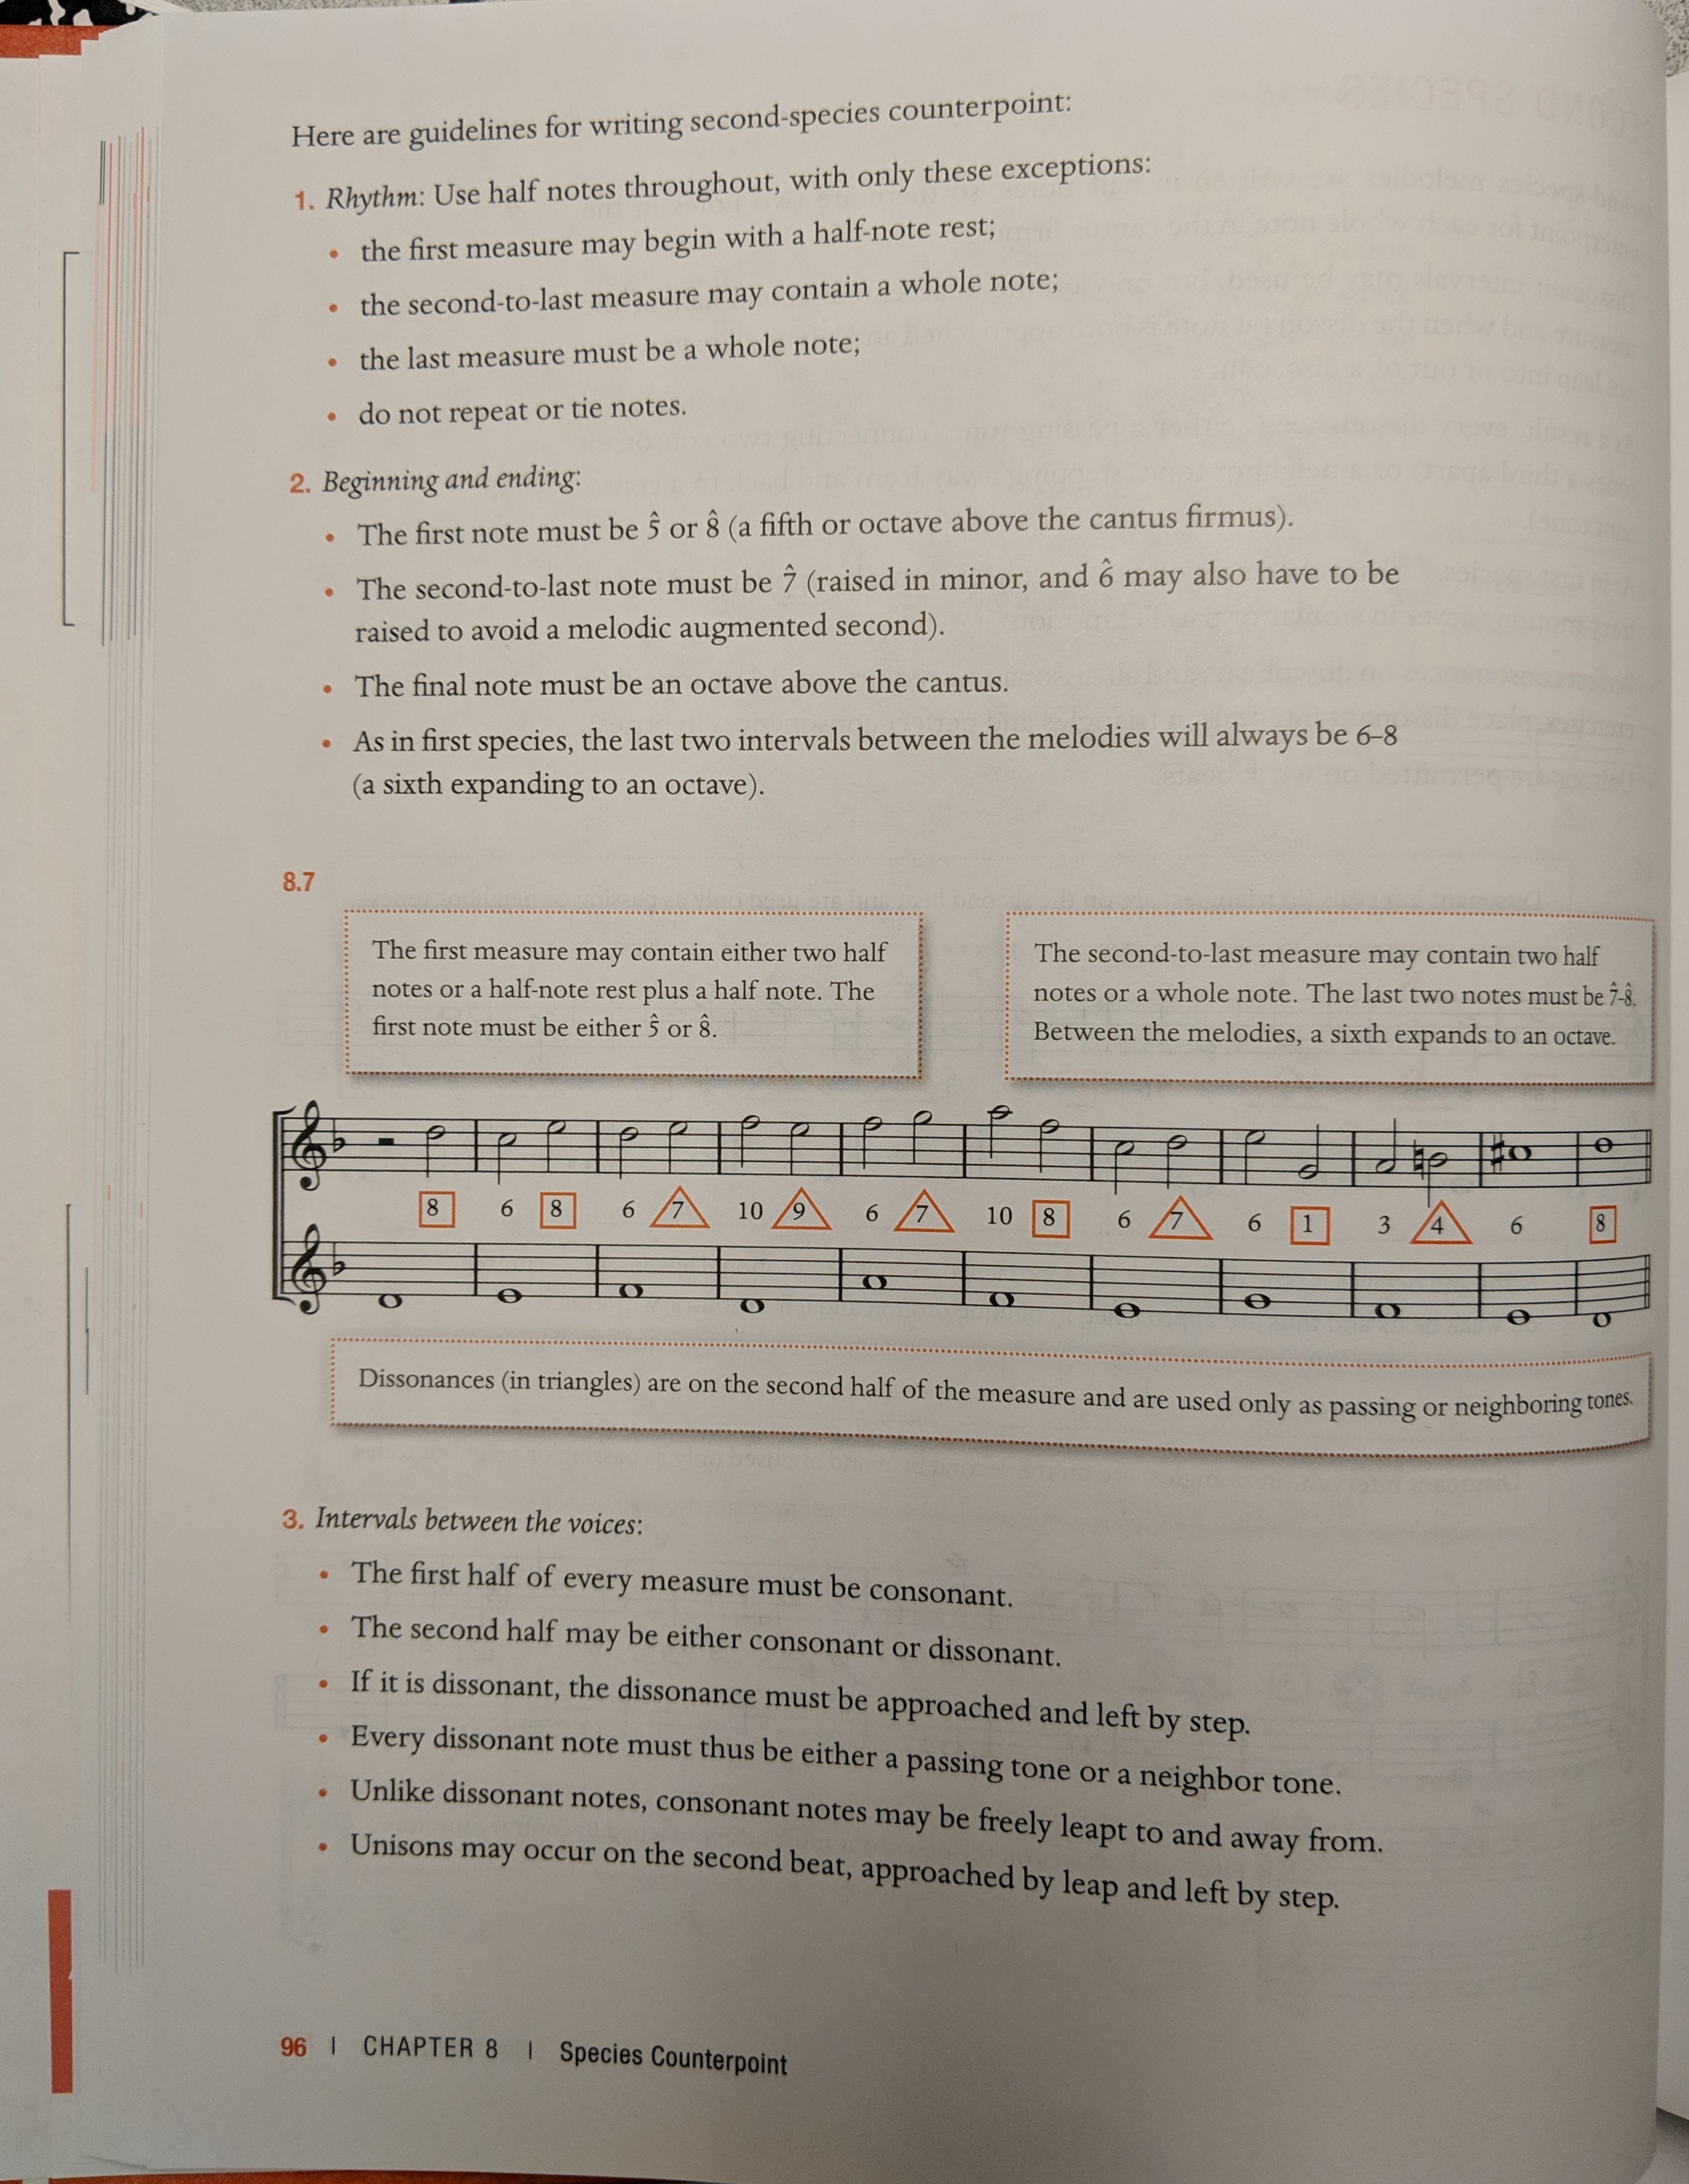 Here are guidelines for writing second-species counterpoint:
1. Rhythm: Use half notes throughout, with only these exceptions:
• the first measure may begin with a half-note rest;
• the second-to-last measure may contain a whole note;
• the last measure must be a whole note;
• do not repeat or tie notes.
2. Beginning and ending:
• The first note must be 5̂ or 8̂ (a fifth or octave above the cantus firmus).
• The second-to-last note must be 7̂ (raised in minor, and 6̂ may also have to be
raised to avoid a melodic augmented second).
• The final note must be an octave above the cantus.
• As in first species, the last two intervals between the melodies will always be 6–8
(a sixth expanding to an octave).
8.7
The first measure may contain either two half
notes or a half-note rest plus a half note. The
first note must be either 5̂ or 8̂.
The second-to-last measure may contain two half
notes or a whole note. The last two notes must be 7̂-8̂.
Between the melodies, a sixth expands to an octave.
8 6 8 6 7 10 9 6 7 10 8 6 7 6 1 3 4 6 8
Dissonances (in triangles) are on the second half of the measure and are used only as passing or neighboring tones.
3. Intervals between the voices:
• The first half of every measure must be consonant.
• The second half may be either consonant or dissonant.
• If it is dissonant, the dissonance must be approached and left by step.
• Every dissonant note must thus be either a passing tone or a neighbor tone.
• Unlike dissonant notes, consonant notes may be freely leapt to and away from.
• Unisons may occur on the second beat, approached by leap and left by step.
96 | CHAPTER 8 | Species Counterpoint